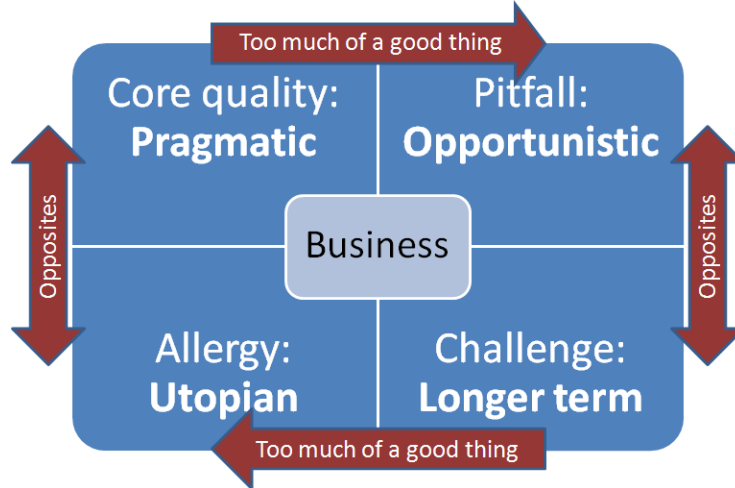 Too much of a good thing
Core quality:
Pragmatic
Pitfall:
Opportunistic
Opposites
Business
Opposites
Allergy:
Utopian
Challenge:
Longer term
Too much of a good thing